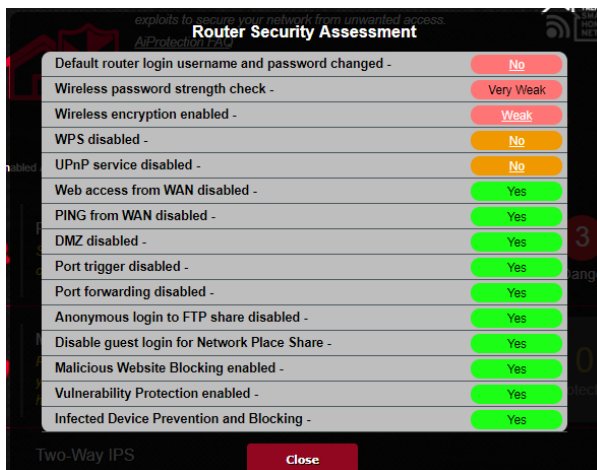 exploits to secure your network from unwanted access.
AiProtection FAQ
Router Security Assessment
Default router login username and password changed - No
Wireless password strength check - Very Weak
Wireless encryption enabled - Weak
WPS disabled - No
UPnP service disabled - No
Web access from WAN disabled - Yes
PING from WAN disabled - Yes
DMZ disabled - Yes
Port trigger disabled - Yes
Port forwarding disabled - Yes
Anonymous login to FTP share disabled - Yes
Disable guest login for Network Place Share - Yes
Malicious Website Blocking enabled - Yes
Vulnerability Protection enabled - Yes
Infected Device Prevention and Blocking - Yes
3
0
Two-Way IPS
Close